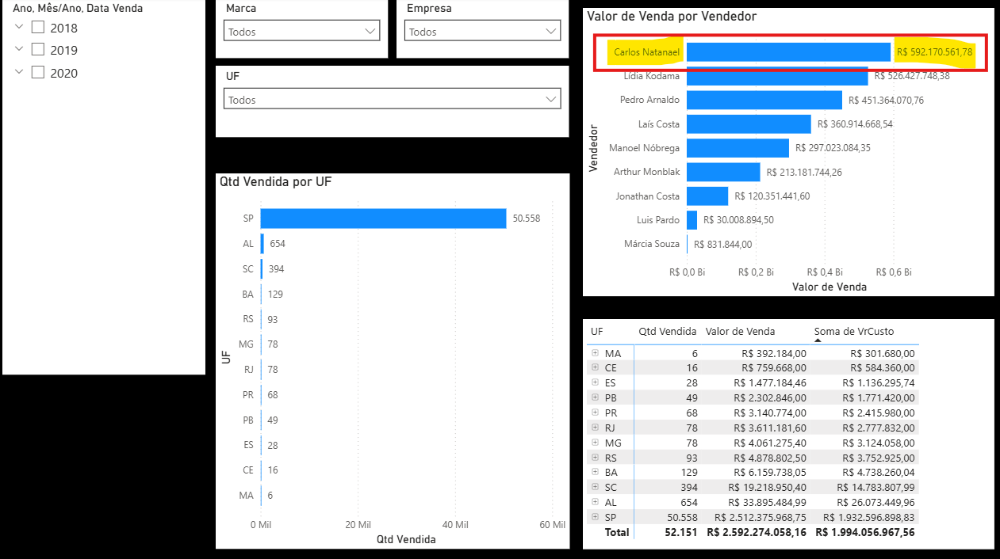 Ano, Mês/Ano, Data Venda
2018
2019
2020
Marca
Todos
Empresa
Todos
UF
Todos
Qtd Vendida por UF
UF
SP 50.558
AL 654
SC 394
BA 129
RS 93
MG 78
RJ 78
PR 68
PB 49
ES 28
CE 16
MA 6
0 Mil 20 Mil 40 Mil 60 Mil
Qtd Vendida
Valor de Venda por Vendedor
Vendedor
Carlos Natanael R$ 592.170.561,78
Lídia Kodama R$ 526.427.748,38
Pedro Arnaldo R$ 451.364.070,76
Laís Costa R$ 360.914.668,54
Manoel Nóbrega R$ 297.023.084,35
Arthur Monblak R$ 213.181.744,26
Jonathan Costa R$ 120.351.441,60
Luis Pardo R$ 30.008.894,50
Márcia Souza R$ 831.844,00
R$ 0,0 Bi R$ 0,2 Bi R$ 0,4 Bi R$ 0,6 Bi
Valor de Venda
UF Qtd Vendida Valor de Venda Soma de VrCusto
MA 6 R$ 392.184,00 R$ 301.680,00
CE 16 R$ 759.668,00 R$ 584.360,00
ES 28 R$ 1.477.184,46 R$ 1.136.295,74
PB 49 R$ 2.302.846,00 R$ 1.771.420,00
PR 68 R$ 3.140.774,00 R$ 2.415.980,00
RJ 78 R$ 3.611.181,60 R$ 2.777.832,00
MG 78 R$ 4.061.275,40 R$ 3.124.058,00
RS 93 R$ 4.878.802,50 R$ 3.752.925,00
BA 129 R$ 6.159.738,05 R$ 4.738.260,04
SC 394 R$ 19.218.950,40 R$ 14.783.807,99
AL 654 R$ 33.895.484,99 R$ 26.073.449,96
SP 50.558 R$ 2.512.375.968,75 R$ 1.932.596.898,83
Total 52.151 R$ 2.592.274.058,16 R$ 1.994.056.967,56